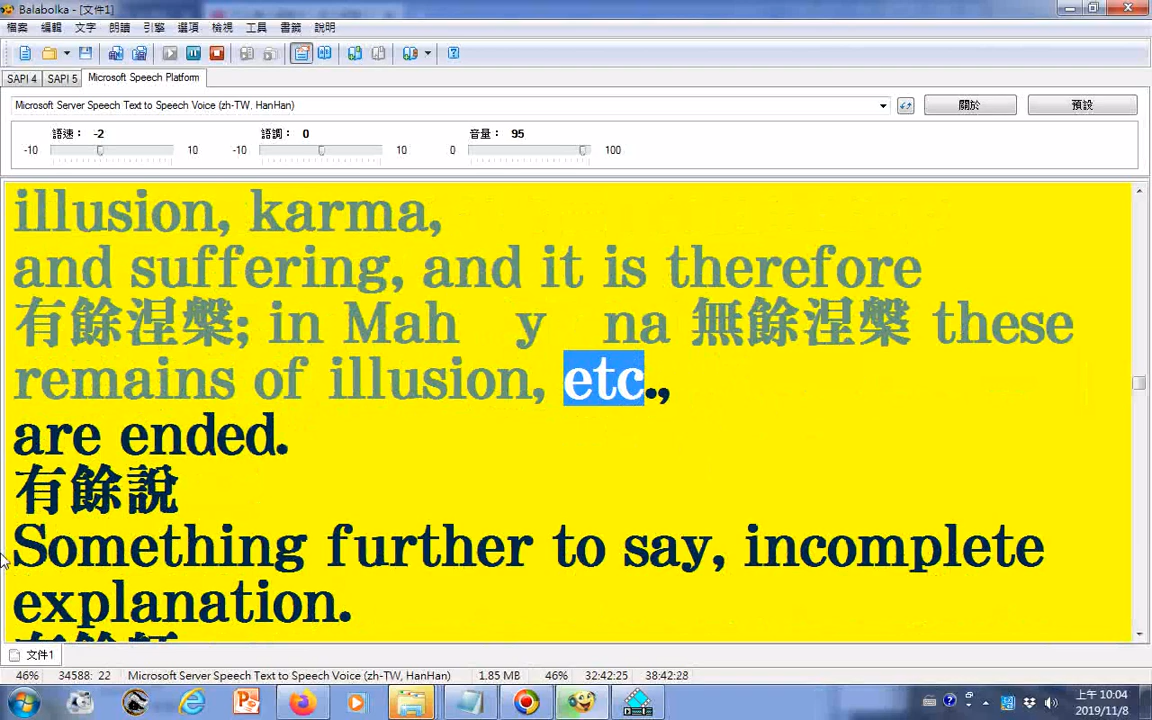 Balabolka - [文件1]
檔案 編輯 文字 朗讀 引擎 選項 檢視 工具 書籤 說明
SAPI 4 SAPI 5 Microsoft Speech Platform
Microsoft Server Speech Text to Speech Voice (zh-TW, HanHan)
關於 預設
語速： -2 語調： 0 音量： 95
-10 10 -10 10 0 100
illusion, karma,
and suffering, and it is therefore
有餘涅槃; in Mah y na 無餘涅槃 these
remains of illusion, etc.,
are ended.
有餘說
Something further to say, incomplete
explanation.
文件1
46% 34588: 22 Microsoft Server Speech Text to Speech Voice (zh-TW, HanHan) 1.85 MB 46% 32:42:25 38:42:28
上午 10:04
2019/11/8